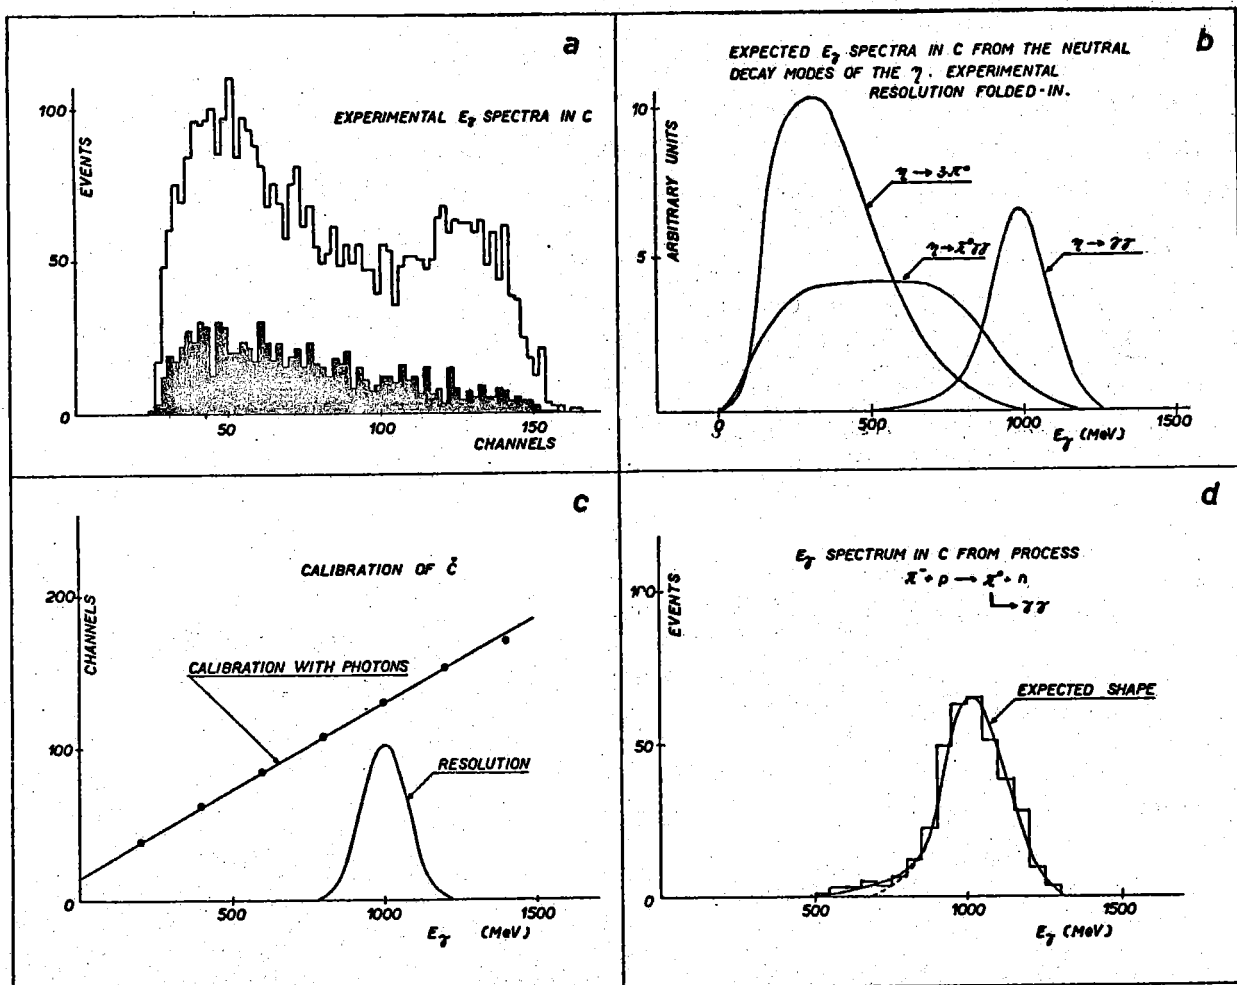 a
EXPERIMENTAL Eγ SPECTRA IN C
EVENTS
100
50
0
50
100
150
CHANNELS
b
EXPECTED Eγ SPECTRA IN C FROM THE NEUTRAL
DECAY MODES OF THE η. EXPERIMENTAL
RESOLUTION FOLDED-IN.
ARBITRARY UNITS
10
5
η → 3π°
η → π°γγ
η → γγ
0
500
1000
1500
Eγ (MeV)
c
CALIBRATION OF Č
CHANNELS
200
100
0
CALIBRATION WITH PHOTONS
RESOLUTION
500
1000
1500
Eγ (MeV)
d
Eγ SPECTRUM IN C FROM PROCESS
π⁻ + p → π° + n
→ γγ
EVENTS
100
50
0
EXPECTED SHAPE
500
1000
1500
Eγ (MeV)